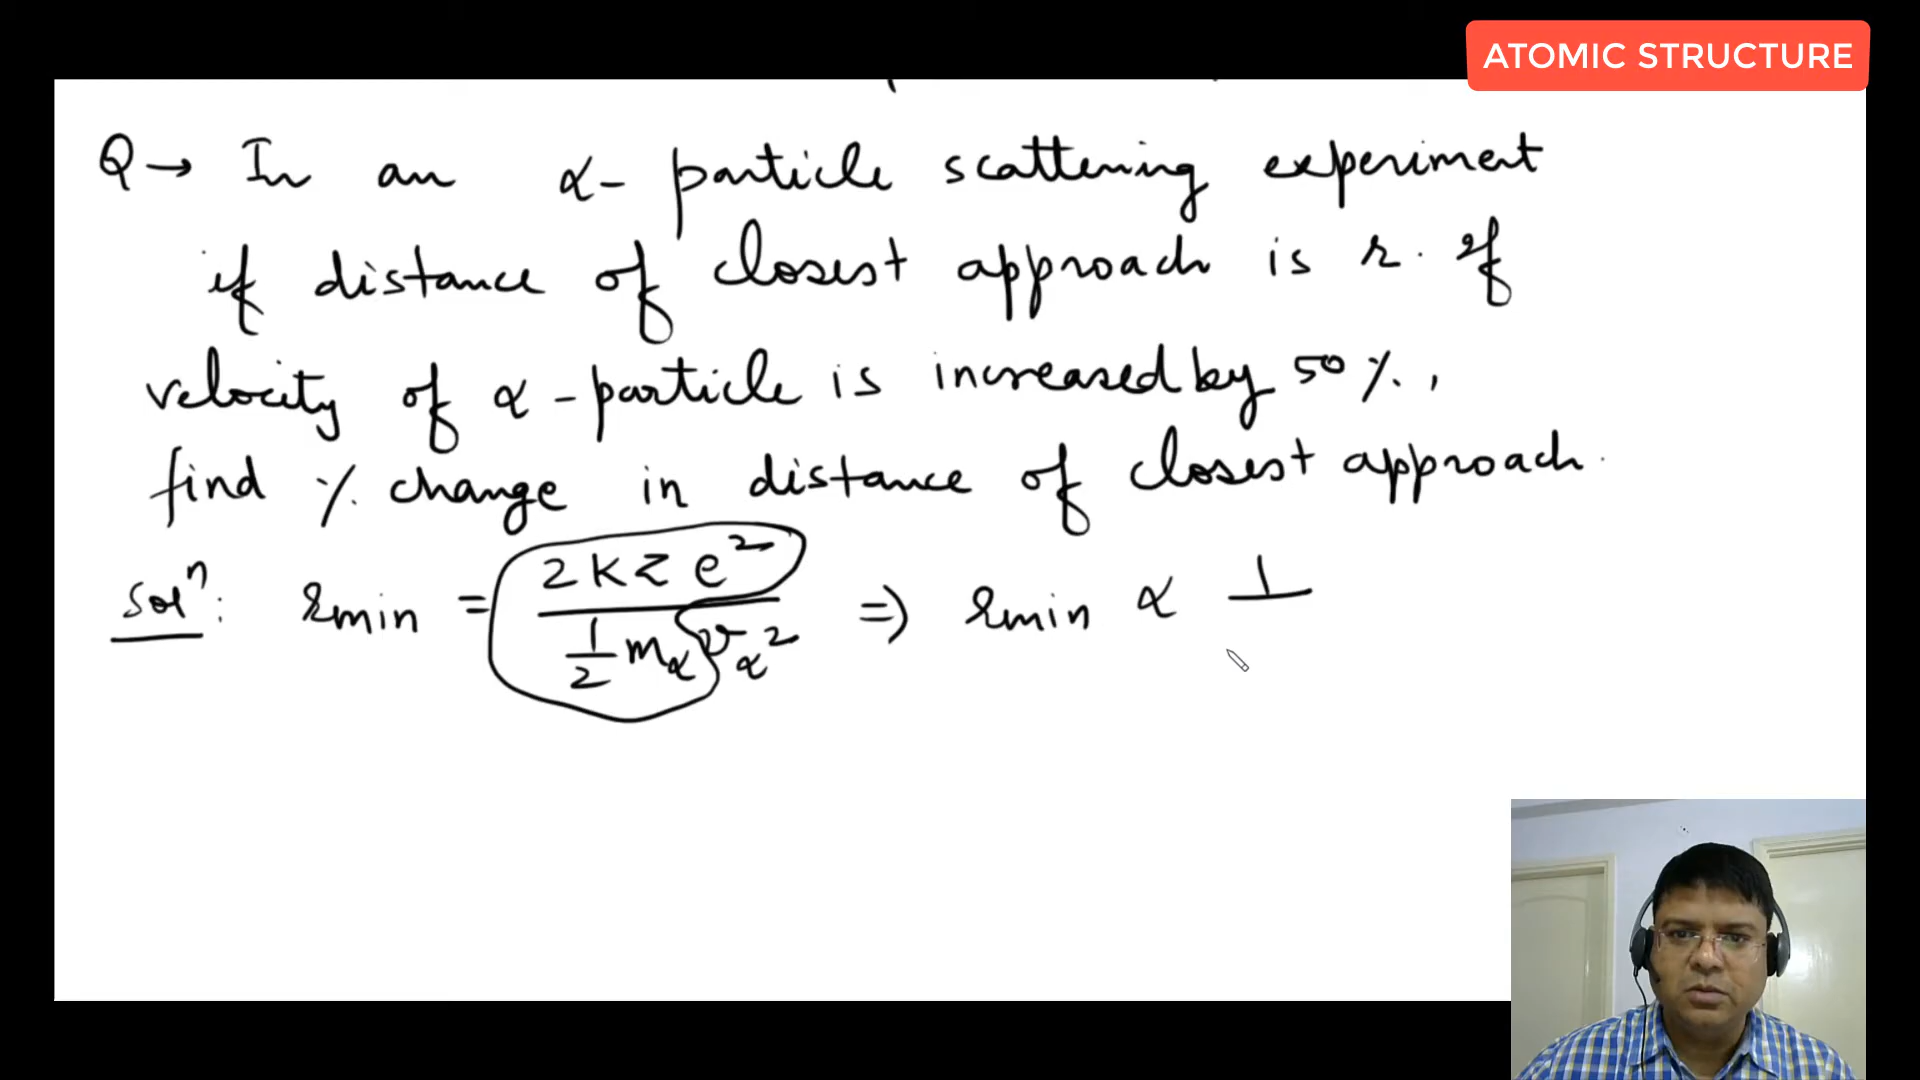 ATOMIC STRUCTURE
Q → In an α- particle scattering experiment
if distance of closest approach is r. If
velocity of α-particle is increased by 50%,
find % change in distance of closest approach.
Solⁿ: rmin = 2KZe² / ½ mα vα² ⇒ rmin ∝ 1/